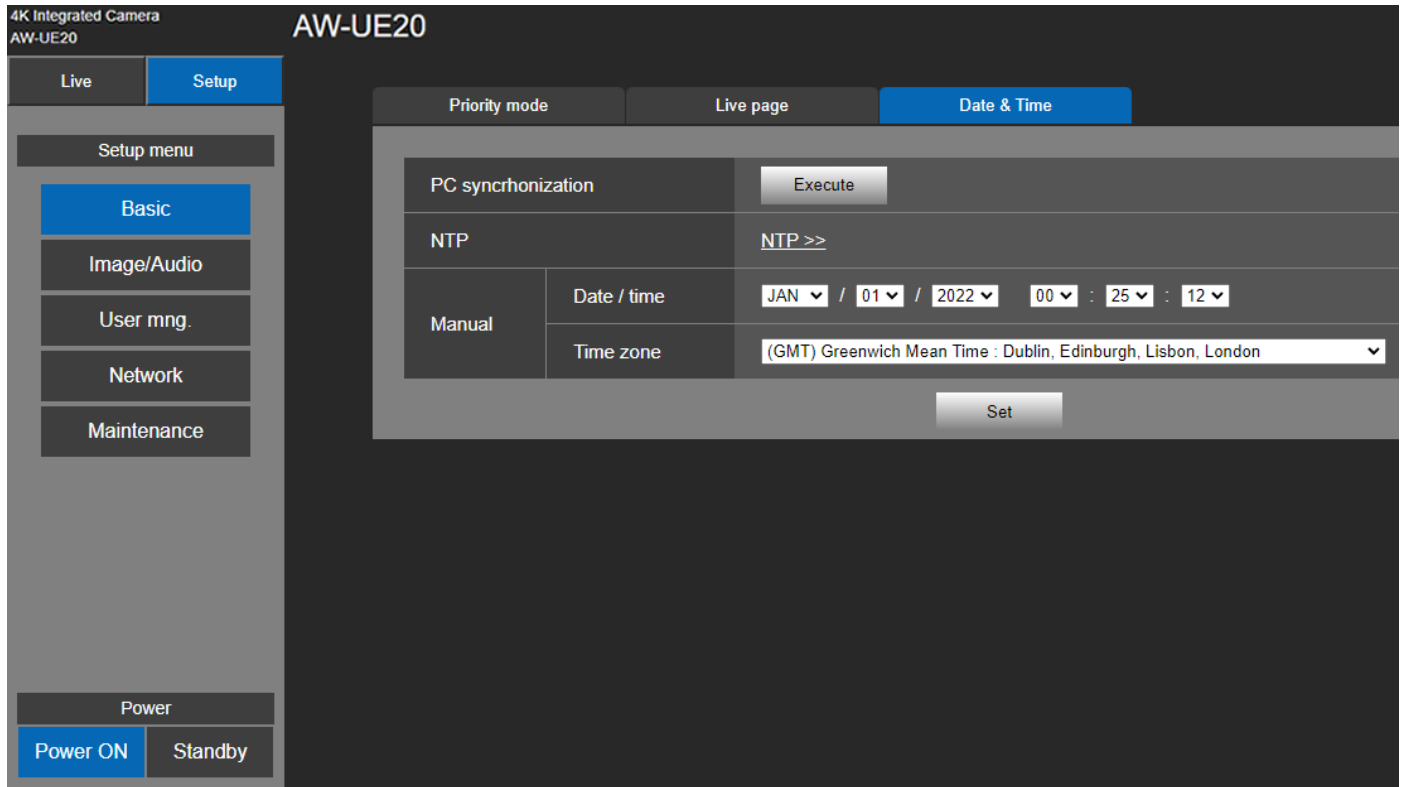 4K Integrated Camera
AW-UE20
AW-UE20
Live Setup
Setup menu
Basic
Image/Audio
User mng.
Network
Maintenance
Power
Power ON Standby
Priority mode Live page Date & Time
PC syncrhonization Execute
NTP NTP >>
Manual
Date / time JAN / 01 / 2022 00 : 25 : 12
Time zone (GMT) Greenwich Mean Time : Dublin, Edinburgh, Lisbon, London
Set